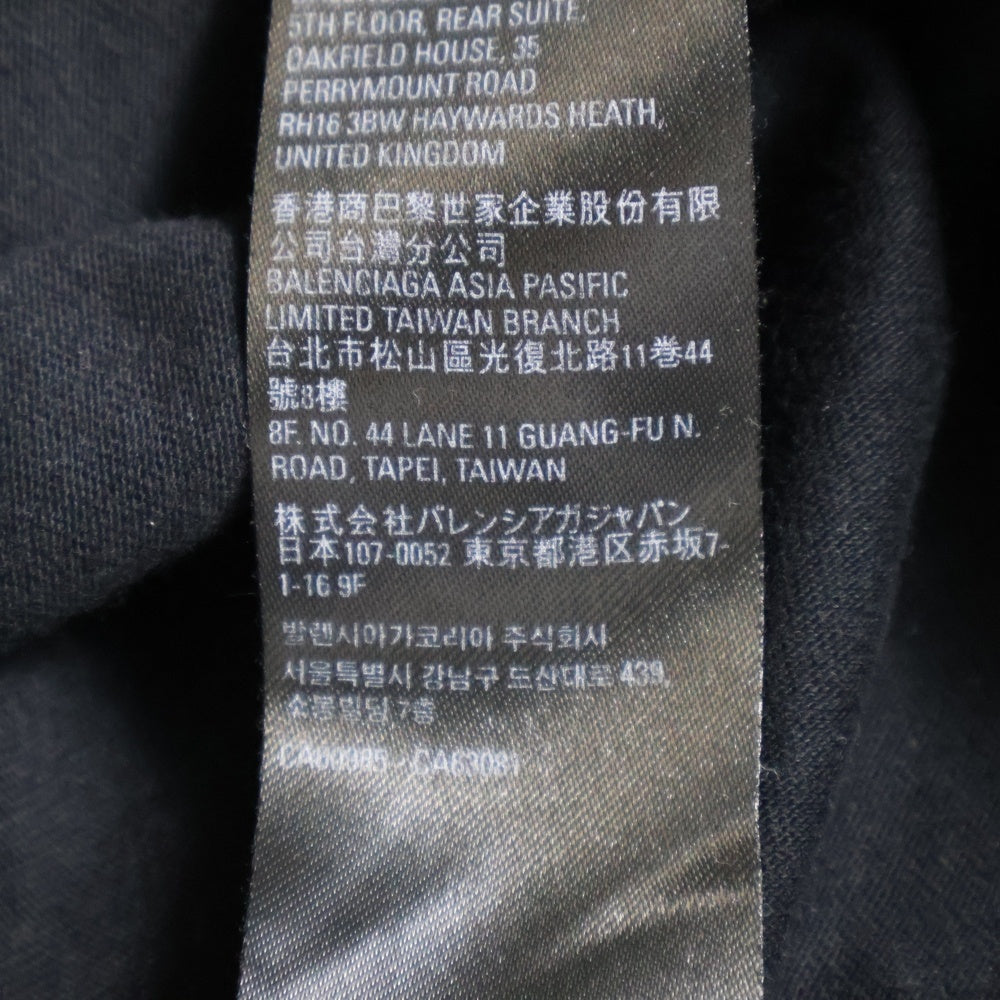 5TH FLOOR, REAR SUITE,
OAKFIELD HOUSE, 35
PERRYMOUNT ROAD
RH16 3BW HAYWARDS HEATH,
UNITED KINGDOM
香港商巴黎世家企業股份有限
公司台灣分公司
BALENCIAGA ASIA PASIFIC
LIMITED TAIWAN BRANCH
台北市松山區光復北路11巷44
號8樓
8F. NO. 44 LANE 11 GUANG-FU N.
ROAD, TAPEI, TAIWAN
株式会社バレンシアガジャパン
日本107-0052 東京都港区赤坂7-
1-16 9F
발렌시아가코리아 주식회사
서울특별시 강남구 도산대로 439,
7층
CA60985 - CA63081